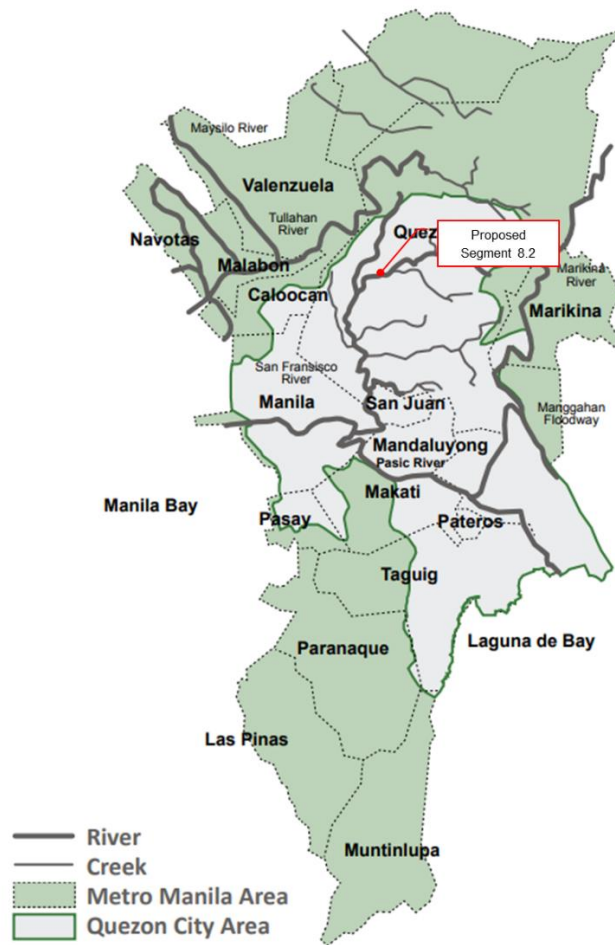 Maysilo River
Valenzuela
Tullahan
River
Navotas
Malabon
Caloocan
Quez
Proposed
Segment 8.2
Marikina
River
Marikina
San Fransisco
River
Manila
San Juan
Manggahan
Floodway
Mandaluyong
Pasic River
Manila Bay
Makati
Pasay
Pateros
Taguig
Laguna de Bay
Paranaque
Las Pinas
Muntinlupa
River
Creek
Metro Manila Area
Quezon City Area